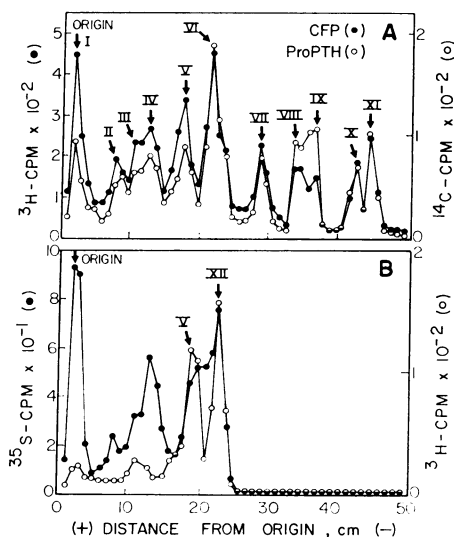 ORIGIN
I
II
III
IV
V
VI
VII
VIII
IX
X
XI
A
CFP (●)
ProPTH (○)
5
4
3
2
1
0
³H-CPM x 10⁻² (●)
2
1
0
¹⁴C-CPM x 10⁻² (○)
ORIGIN
V
XII
B
10
8
6
4
2
0
³⁵S-CPM x 10⁻¹ (●)
2
1
0
³H-CPM x 10⁻² (○)
0 10 20 30 40 50
(+) DISTANCE FROM ORIGIN , cm (−)